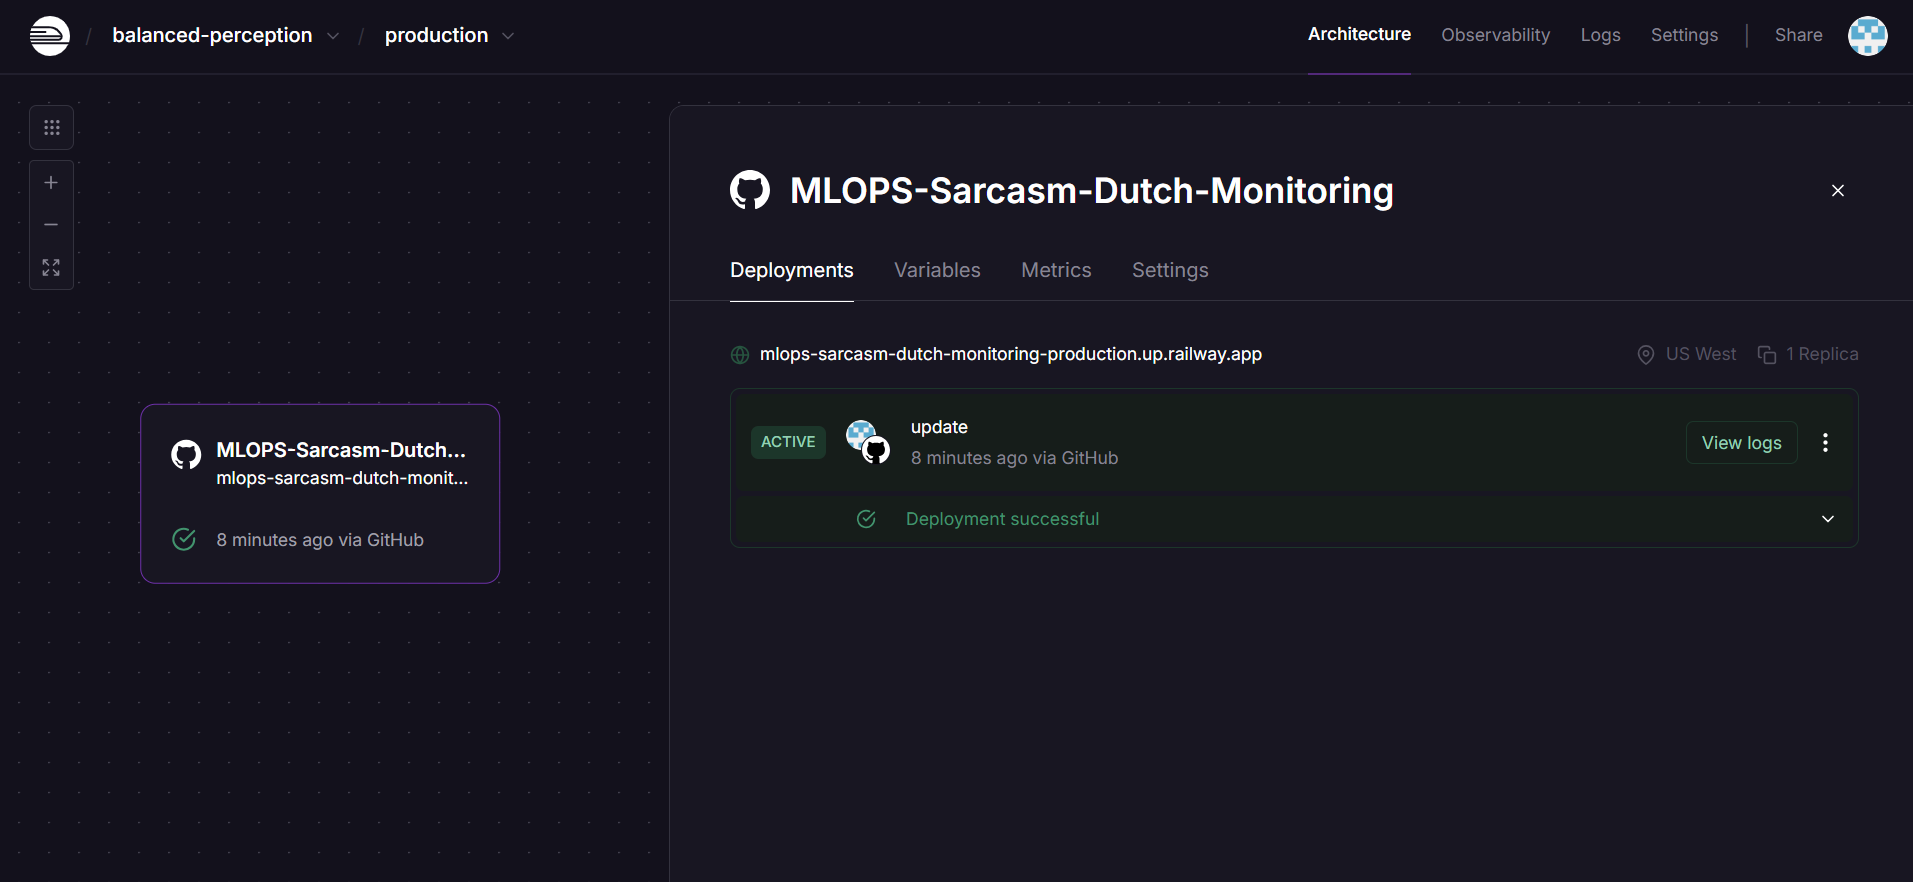 / balanced-perception / production
Architecture Observability Logs Settings | Share
MLOPS-Sarcasm-Dutch...
mlops-sarcasm-dutch-monit...
8 minutes ago via GitHub
MLOPS-Sarcasm-Dutch-Monitoring
Deployments Variables Metrics Settings
mlops-sarcasm-dutch-monitoring-production.up.railway.app
US West 1 Replica
ACTIVE
update
8 minutes ago via GitHub
View logs
Deployment successful